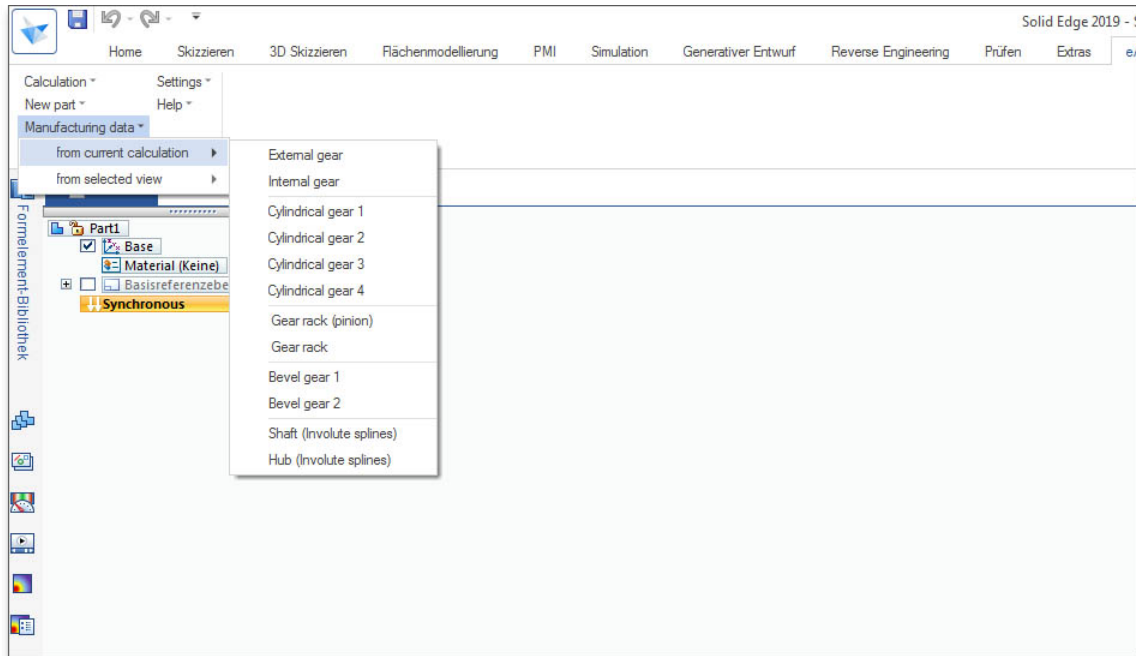 Solid Edge 2019 - S
Home Skizzieren 3D Skizzieren Flächenmodellierung PMI Simulation Generativer Entwurf Reverse Engineering Prüfen Extras eA
Calculation Settings
New part Help
Manufacturing data
from current calculation
from selected view
External gear
Internal gear
Cylindrical gear 1
Cylindrical gear 2
Cylindrical gear 3
Cylindrical gear 4
Gear rack (pinion)
Gear rack
Bevel gear 1
Bevel gear 2
Shaft (Involute splines)
Hub (Involute splines)
Formelement-Bibliothek
Part1
Base
Material (Keine)
Basisreferenzebe
Synchronous